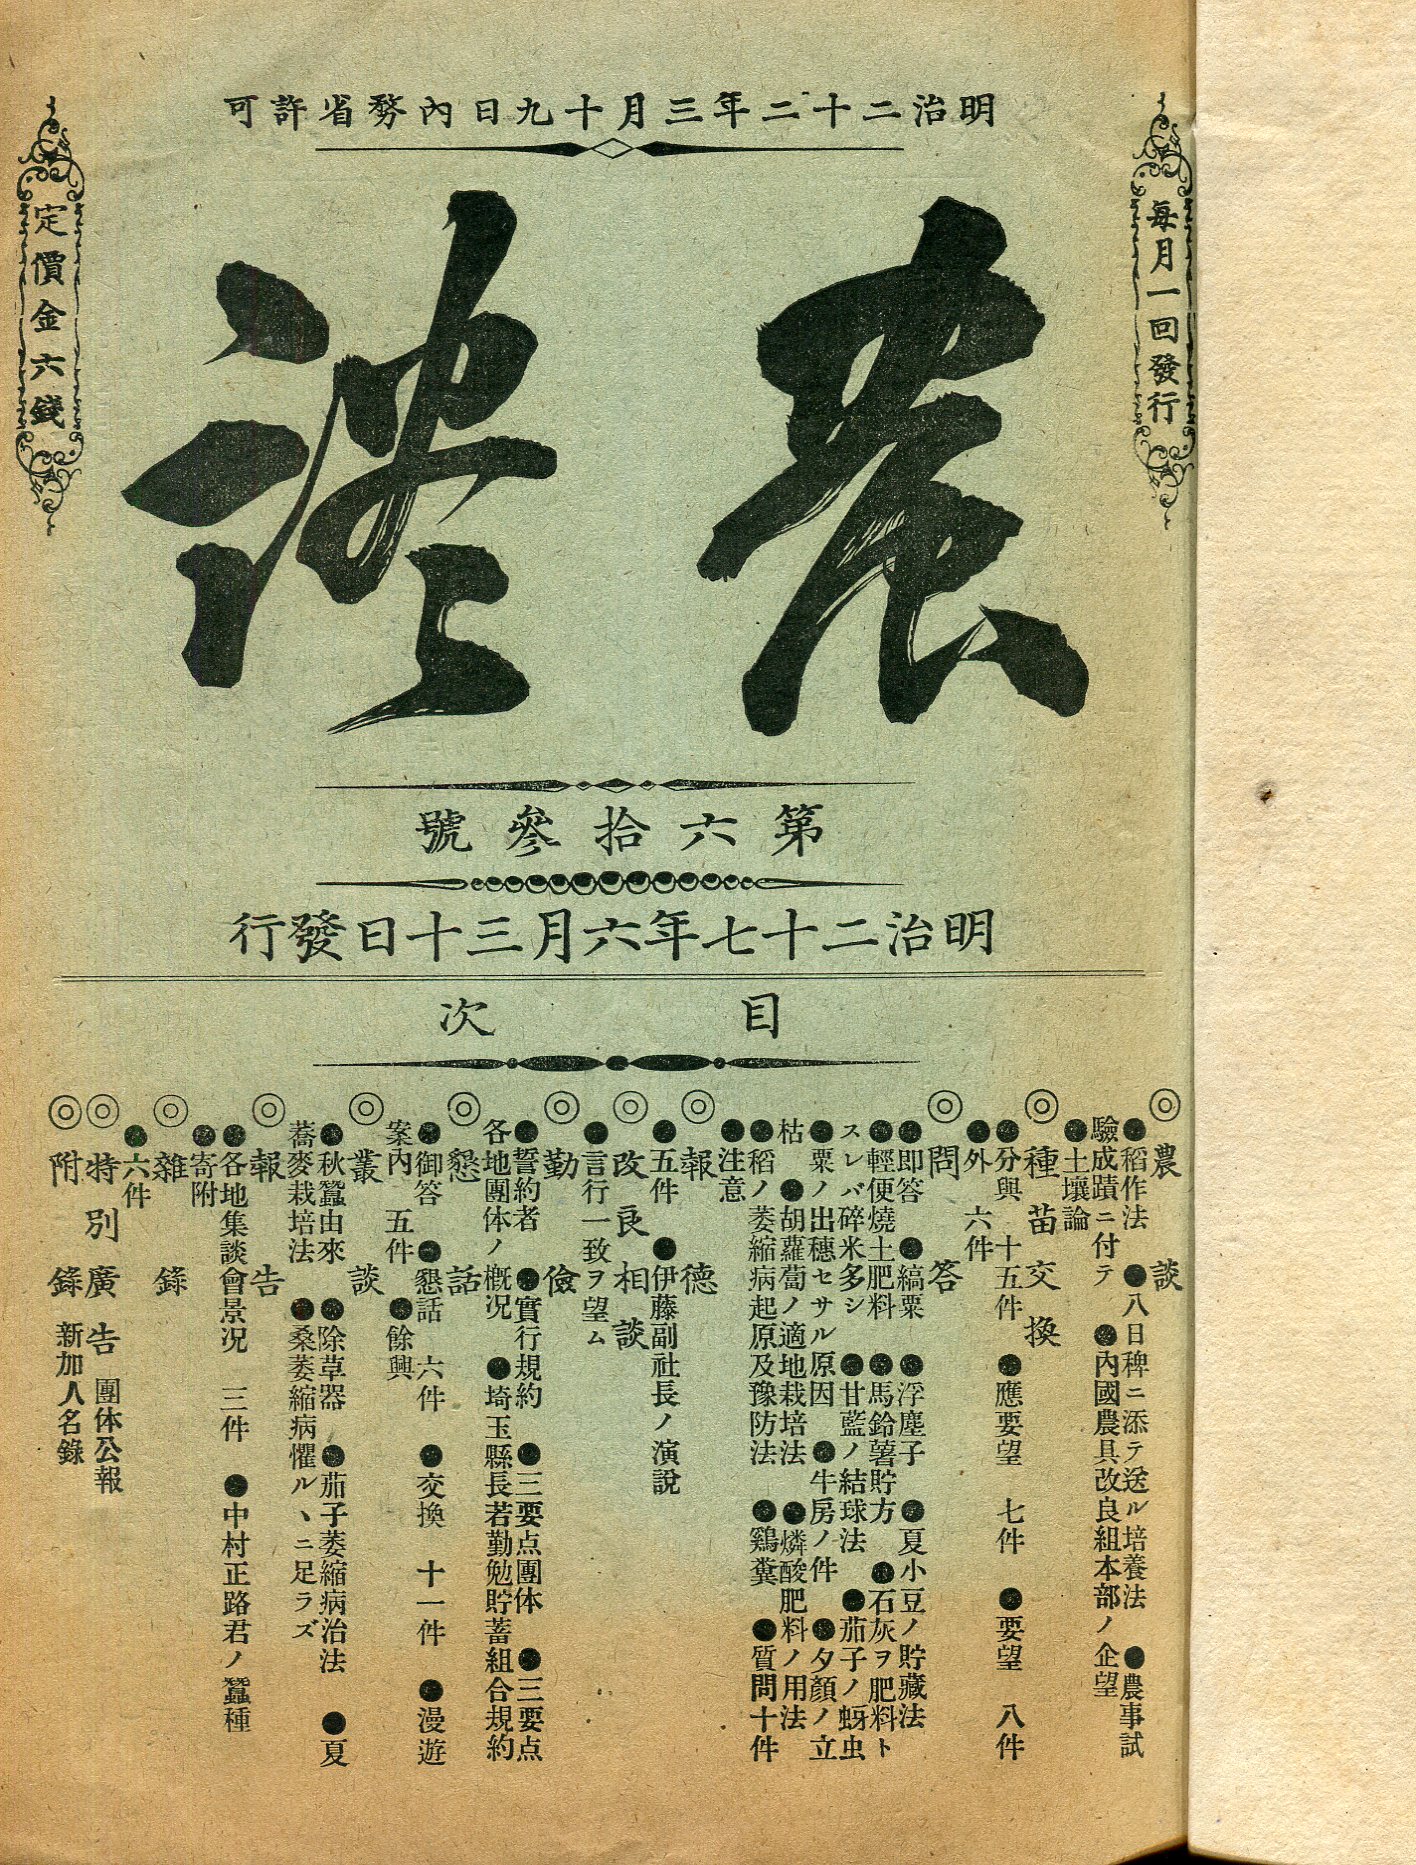 明治二十二年三月十九日內務省許可
每月一回發行
定價金六錢
農談
第六拾參號
明治二十七年六月三十日發行
目次
◎農談
●稻作法 ●八日稗ニ添テ送ル培養法 ●農事試
驗成蹟ニ付テ ●內國農具改良組本部ノ企望
●土壤論
◎種苗交換
●分與 十五件 ●應要望 七件 ●要望 八件
●外 六件
◎問答
●即答 ●縞粟 ●浮塵子 ●夏小豆ノ貯藏法
●輕便燒土肥料 ●馬鈴薯貯方 ●石灰ヲ肥料ト
スレバ碎米多シ ●甘藍ノ結球法 ●茄子ノ蚜虫
●粟ノ出穗セサル原因 ●牛房ノ件 ●夕顏ノ立
枯 ●胡蘿蔔ノ適地栽培法 ●燐酸肥料ノ用法
●稻ノ萎縮病起原及豫防法 ●鷄糞 ●質問十件
●注意
◎報德
●五件 ●伊藤副社長ノ演說
◎改良相談
●言行一致ヲ望ム
◎勤儉
●誓約者 ●實行規約 ●三要点團体 ●三要点
各地團体ノ概况 ●埼玉縣長若勤勉貯蓄組合規約
◎懇話
●御答 ●懇話 六件 ●交換 十一件 ●漫遊
案內 五件 ●餘興
◎叢談
●秋蠶由來 ●除草器 ●茄子萎縮病治法 ●夏
蕎麥栽培法 ●桑萎縮病懼ルヽニ足ラズ
◎報告
●各地集談會景况 三件 ●中村正路君ノ蠶種
●寄附
◎雜錄
●六件
◎特別廣告 團体公報
◎附錄 新加人名錄